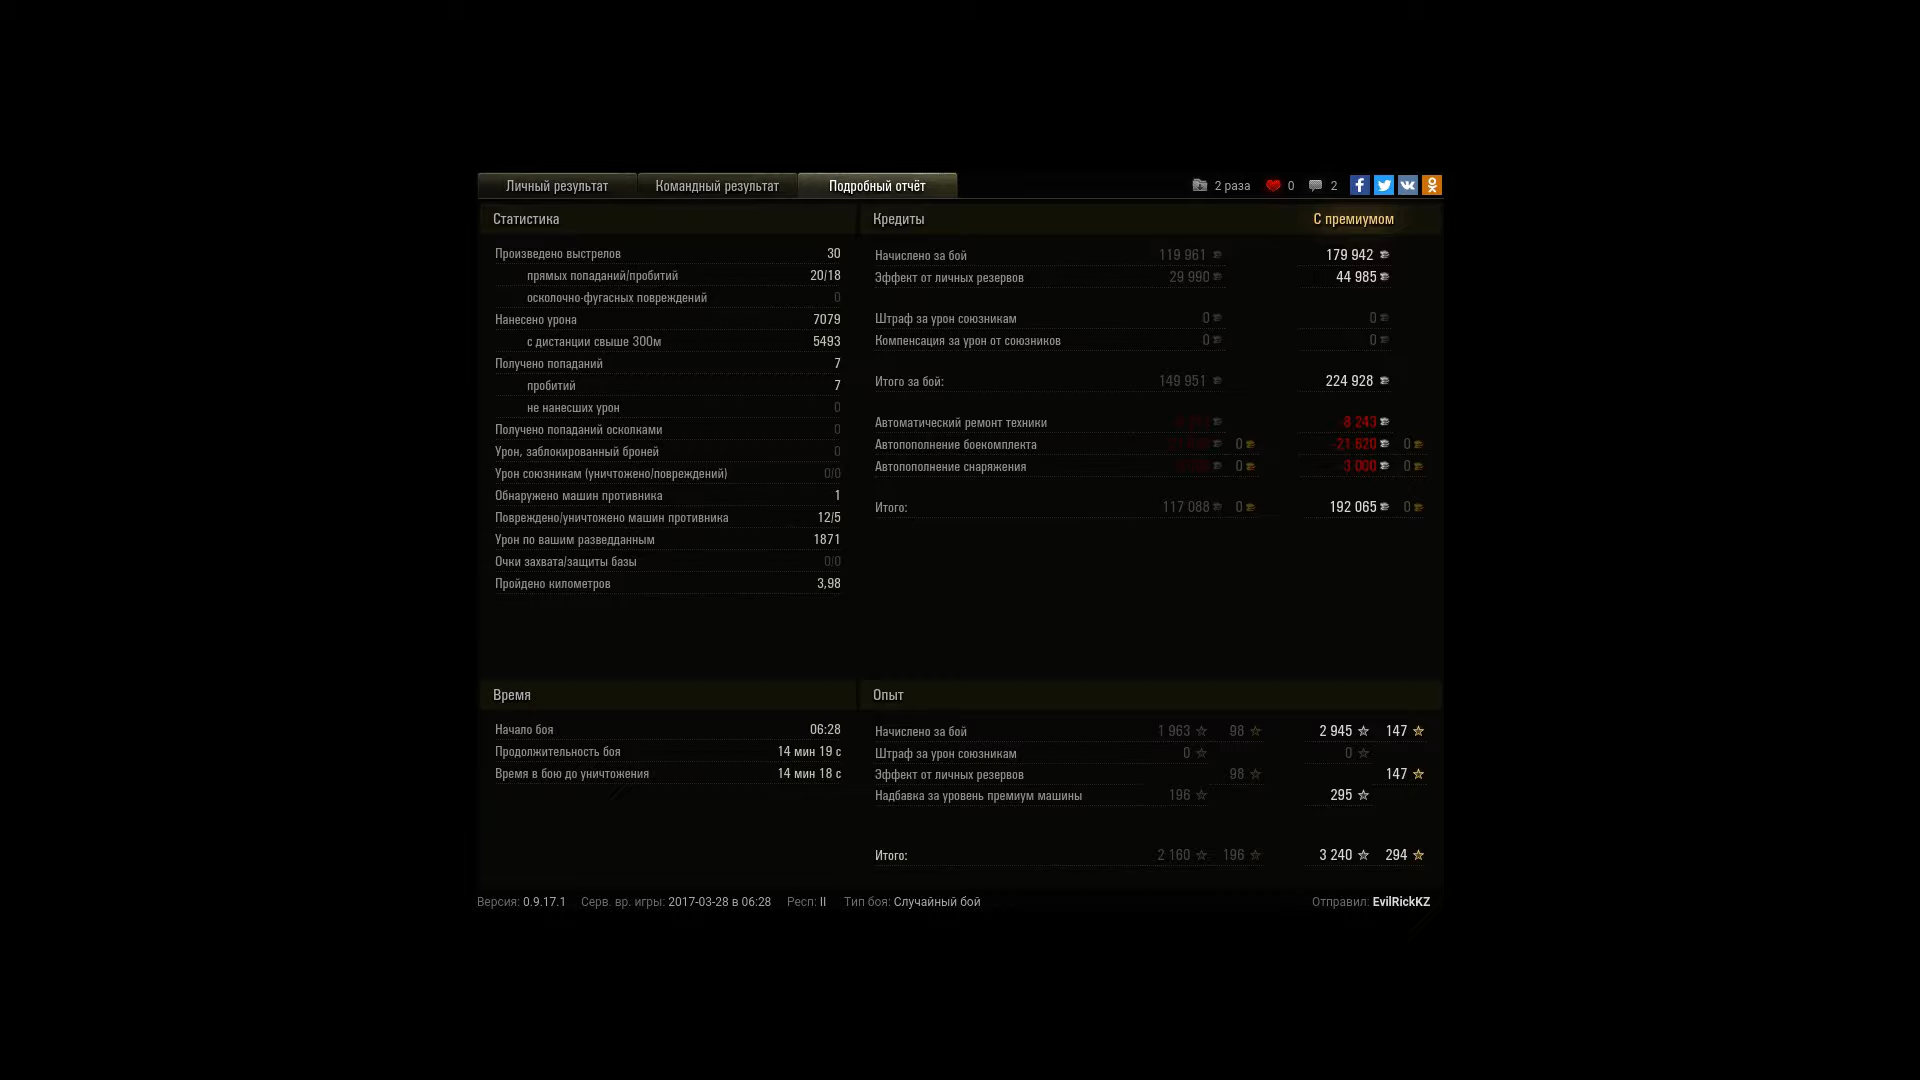 Личный результат Командный результат Подробный отчёт 2 раза 0 2
Статистика
Произведено выстрелов 30
прямых попаданий/пробитий 20/18
осколочно-фугасных повреждений 0
Нанесено урона 7079
с дистанции свыше 300м 5493
Получено попаданий 7
пробитий 7
не нанесших урон 0
Получено попаданий осколками 0
Урон, заблокированный броней 0
Урон союзникам (уничтожено/повреждений) 0/0
Обнаружено машин противника 1
Повреждено/уничтожено машин противника 12/5
Урон по вашим разведданным 1871
Очки захвата/защиты базы 0/0
Пройдено километров 3,98
Кредиты С премиумом
Начислено за бой 119 961 179 942
Эффект от личных резервов 29 990 44 985
Штраф за урон союзникам 0 0
Компенсация за урон от союзников 0 0
Итого за бой: 149 951 224 928
Автоматический ремонт техники -8 243
Автопополнение боекомплекта 0 -21 620 0
Автопополнение снаряжения 0 -3 000 0
Итого: 117 088 0 192 065 0
Время
Начало боя 06:28
Продолжительность боя 14 мин 19 с
Время в бою до уничтожения 14 мин 18 с
Опыт
Начислено за бой 1 963 98 2 945 147
Штраф за урон союзникам 0 0
Эффект от личных резервов 98 147
Надбавка за уровень премиум машины 196 295
Итого: 2 160 196 3 240 294
Версия: 0.9.17.1 Серв. вр. игры: 2017-03-28 в 06:28 Респ: II Тип боя: Случайный бой Отправил: EvilRickKZ